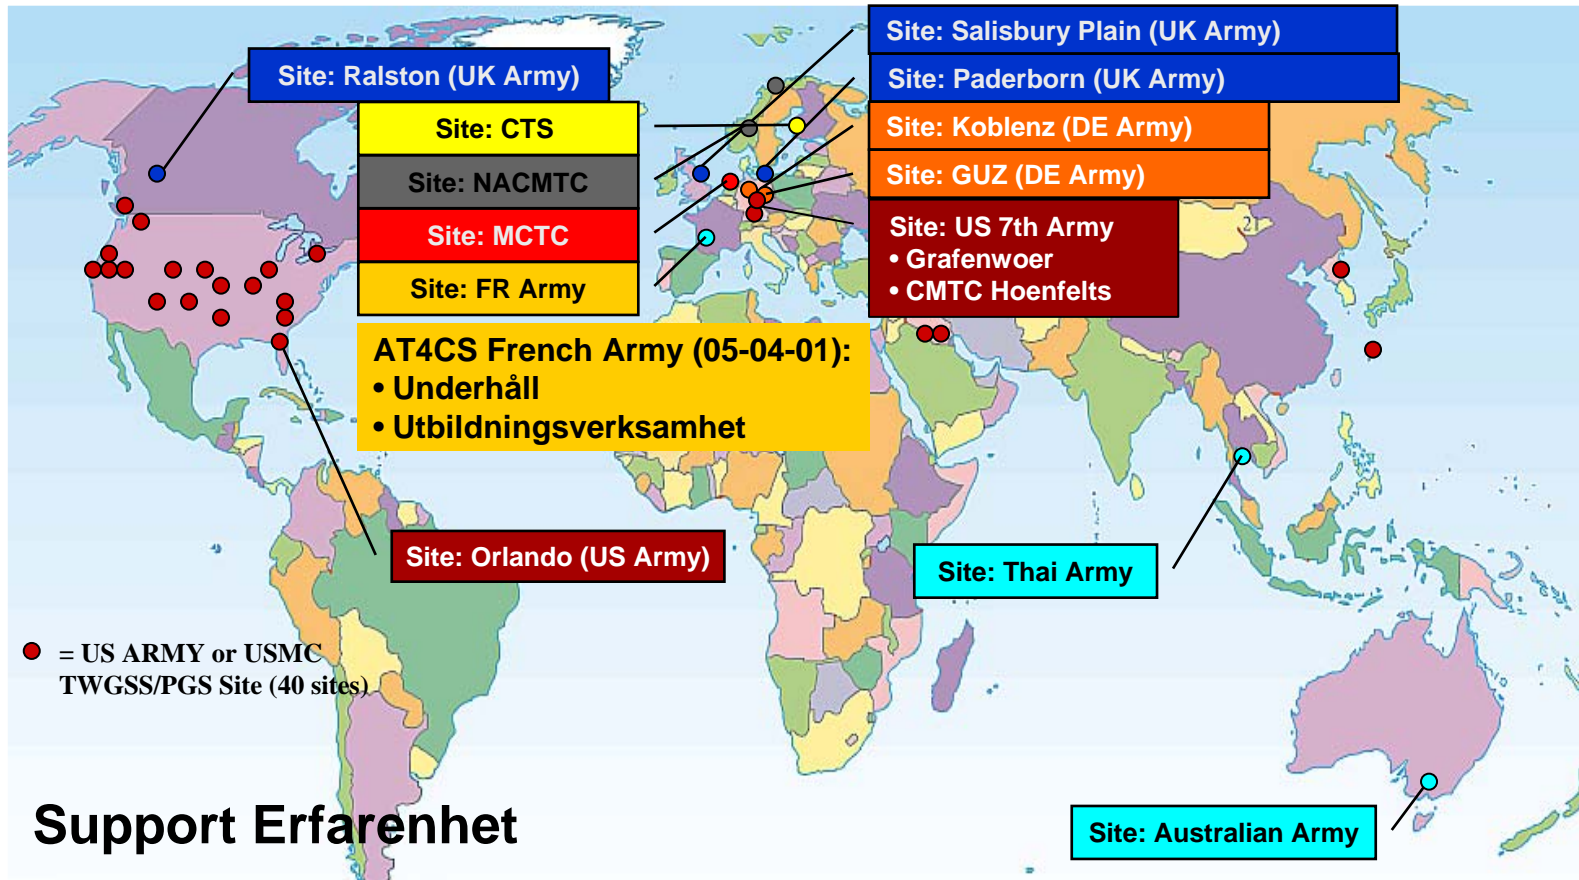 Site: Ralston (UK Army)
Site: CTS
Site: NACMTC
Site: MCTC
Site: FR Army
AT4CS French Army (05-04-01):
• Underhåll
• Utbildningsverksamhet
Site: Salisbury Plain (UK Army)
Site: Paderborn (UK Army)
Site: Koblenz (DE Army)
Site: GUZ (DE Army)
Site: US 7th Army
• Grafenwoer
• CMTC Hoenfelts
21
Site: Orlando (US Army)
Site: Thai Army
= US ARMY or USMC
TWGSS/PGS Site (40 sites)
Site: Australian Army
Support Erfarenhet